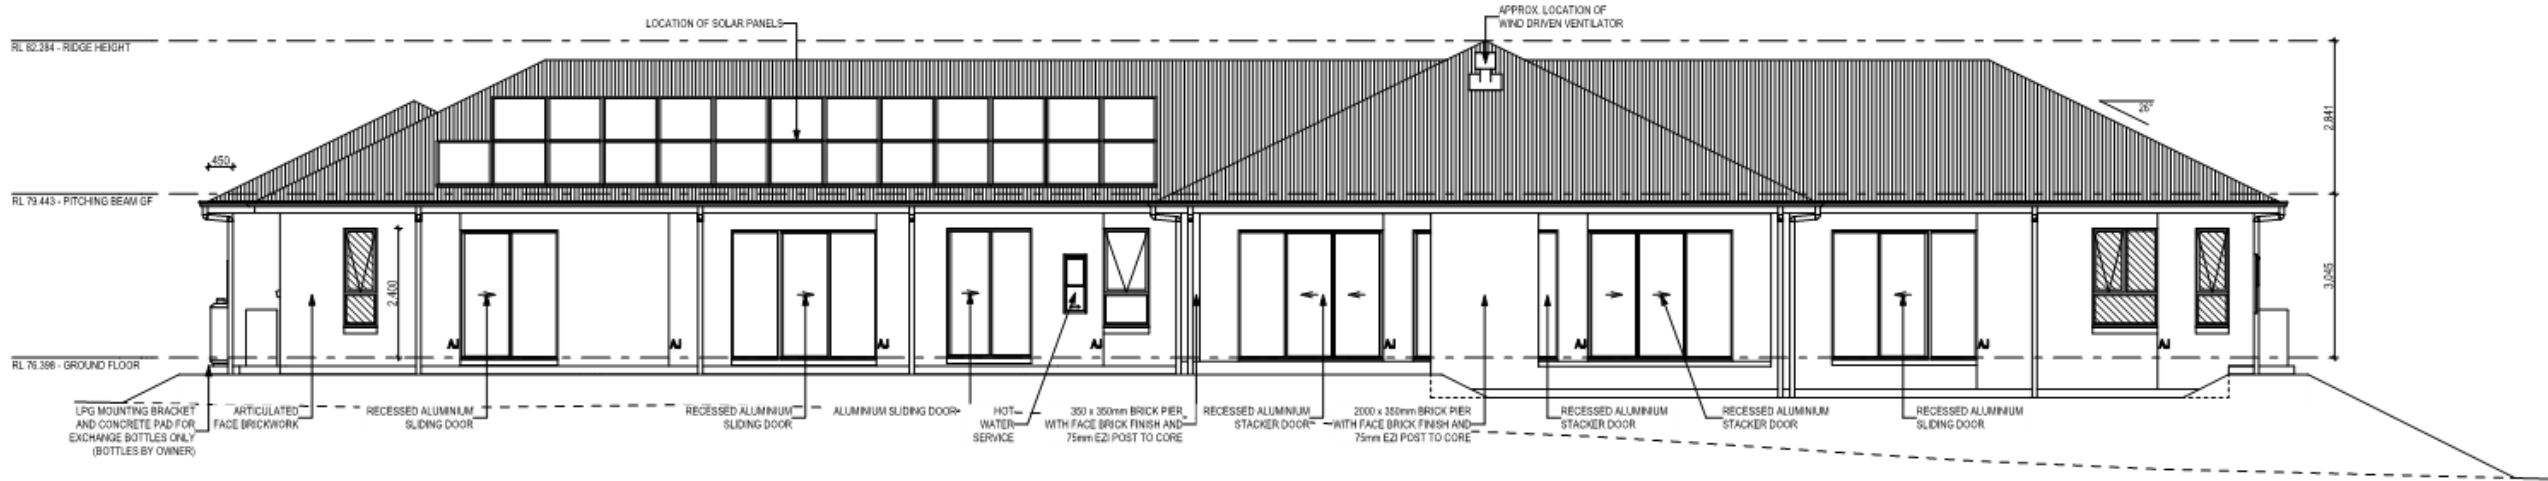 LOCATION OF SOLAR PANELS
APPROX. LOCATION OF
WIND DRIVEN VENTILATOR
RL 82.284 - RIDGE HEIGHT
26°
2,841
450
RL 79.443 - PITCHING BEAM GF
2,400
3,045
AJ
AJ
AJ
AJ
AJ
AJ
AJ
AJ
RL 76.398 - GROUND FLOOR
LPG MOUNTING BRACKET
AND CONCRETE PAD FOR
EXCHANGE BOTTLES ONLY
(BOTTLES BY OWNER)
ARTICULATED
FACE BRICKWORK
RECESSED ALUMINIUM
SLIDING DOOR
RECESSED ALUMINIUM
SLIDING DOOR
ALUMINIUM SLIDING DOOR
HOT
WATER
SERVICE
350 x 350mm BRICK PIER
WITH FACE BRICK FINISH AND
75mm EZI POST TO CORE
RECESSED ALUMINIUM
STACKER DOOR
2000 x 350mm BRICK PIER
WITH FACE BRICK FINISH AND
75mm EZI POST TO CORE
RECESSED ALUMINIUM
STACKER DOOR
RECESSED ALUMINIUM
STACKER DOOR
RECESSED ALUMINIUM
SLIDING DOOR